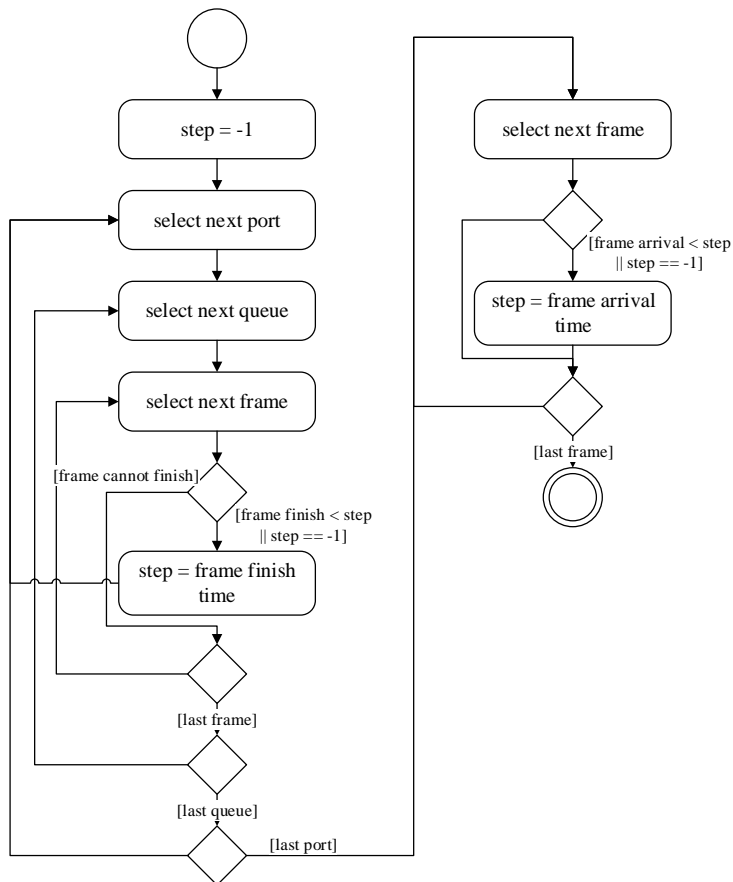 step = -1
select next port
select next queue
select next frame
[frame cannot finish]
[frame finish < step
|| step == -1]
step = frame finish
time
[last frame]
[last queue]
[last port]
select next frame
[frame arrival < step
|| step == -1]
step = frame arrival
time
[last frame]